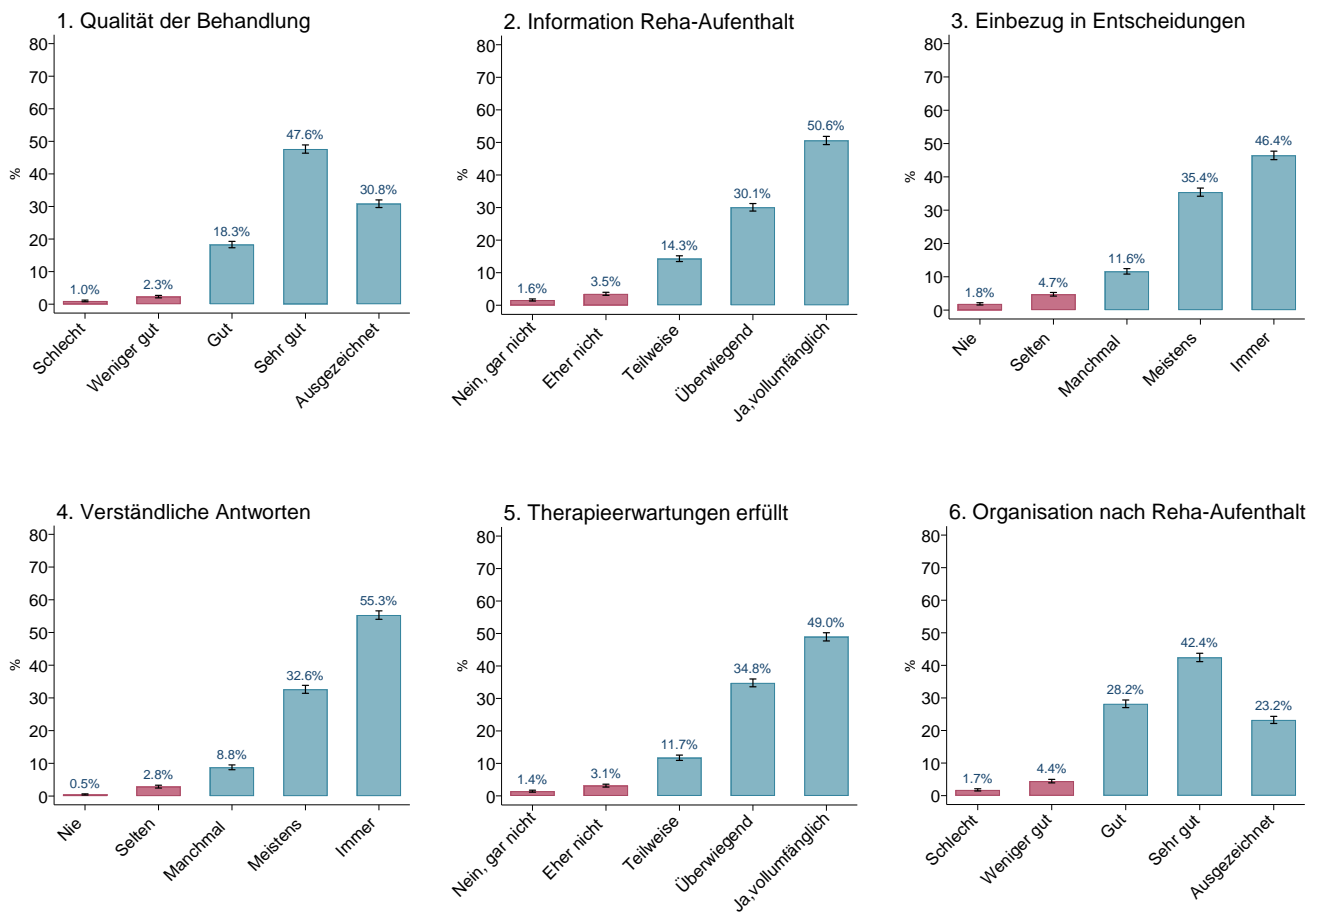 1. Qualität der Behandlung
80
70
60
50
40
30
20
10
0
%
1.0%
2.3%
18.3%
47.6%
30.8%
Schlecht
Weniger gut
Gut
Sehr gut
Ausgezeichnet
2. Information Reha-Aufenthalt
80
70
60
50
40
30
20
10
0
%
1.6%
3.5%
14.3%
30.1%
50.6%
Nein, gar nicht
Eher nicht
Teilweise
Überwiegend
Ja,vollumfänglich
3. Einbezug in Entscheidungen
80
70
60
50
40
30
20
10
0
%
1.8%
4.7%
11.6%
35.4%
46.4%
Nie
Selten
Manchmal
Meistens
Immer
4. Verständliche Antworten
80
70
60
50
40
30
20
10
0
%
0.5%
2.8%
8.8%
32.6%
55.3%
Nie
Selten
Manchmal
Meistens
Immer
5. Therapieerwartungen erfüllt
80
70
60
50
40
30
20
10
0
%
1.4%
3.1%
11.7%
34.8%
49.0%
Nein, gar nicht
Eher nicht
Teilweise
Überwiegend
Ja,vollumfänglich
6. Organisation nach Reha-Aufenthalt
80
70
60
50
40
30
20
10
0
%
1.7%
4.4%
28.2%
42.4%
23.2%
Schlecht
Weniger gut
Gut
Sehr gut
Ausgezeichnet